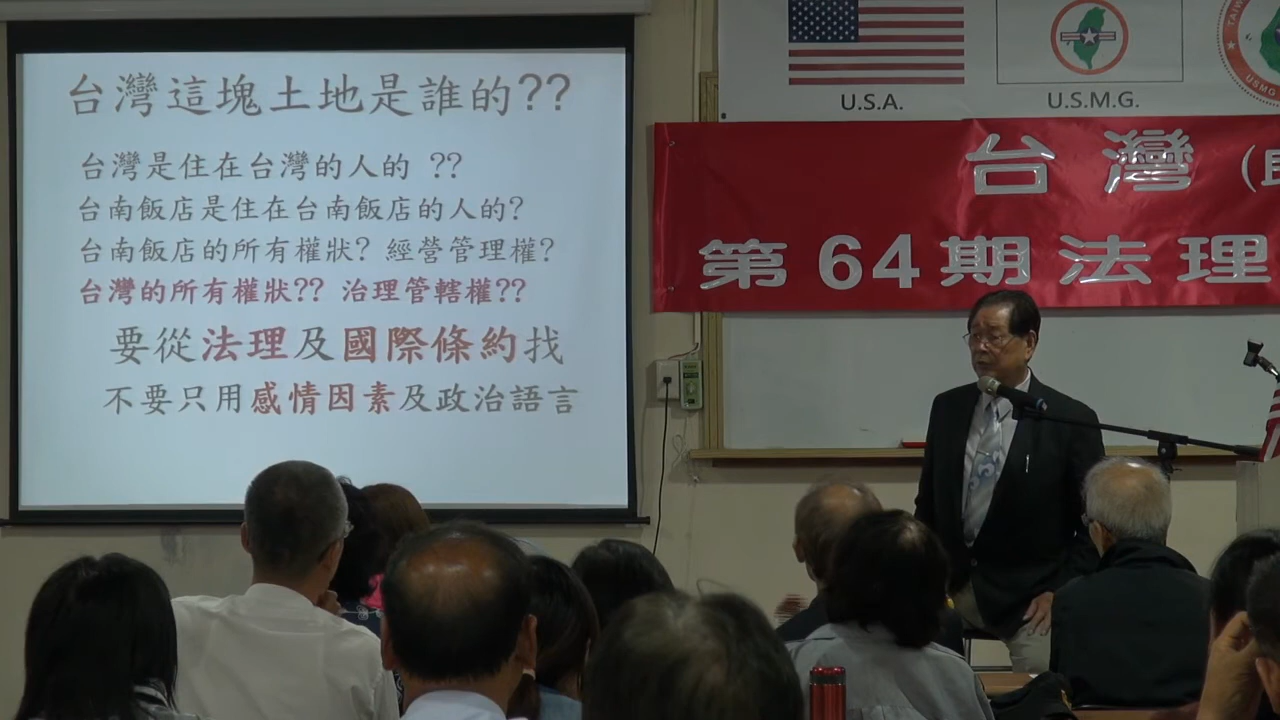 台灣這塊土地是誰的??
台灣是住在台灣的人的 ??
台南飯店是住在台南飯店的人的?
台南飯店的所有權狀? 經營管理權?
台灣的所有權狀?? 治理管轄權??
要從法理及國際條約找
不要只用感情因素及政治語言
U.S.A.
U.S.M.G.
台灣
第64期法理